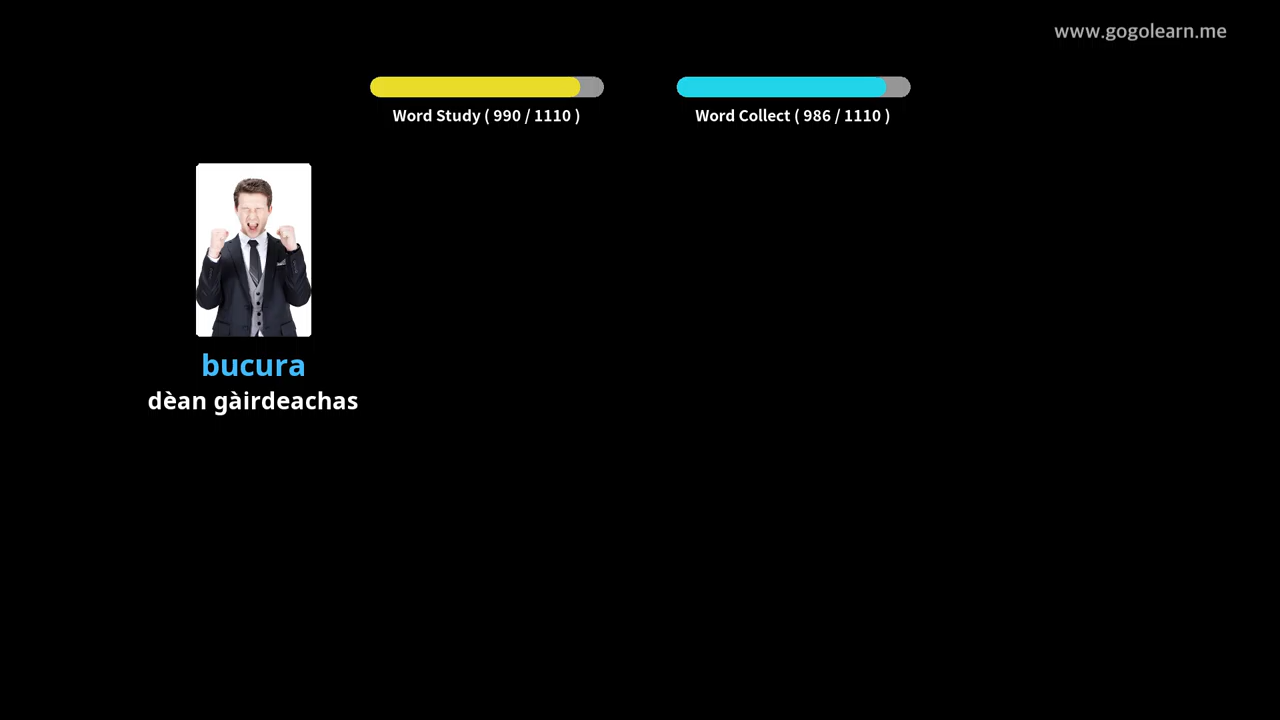 www.gogolearn.me
Word Study ( 990 / 1110 )
Word Collect ( 986 / 1110 )
bucura
dèan gàirdeachas